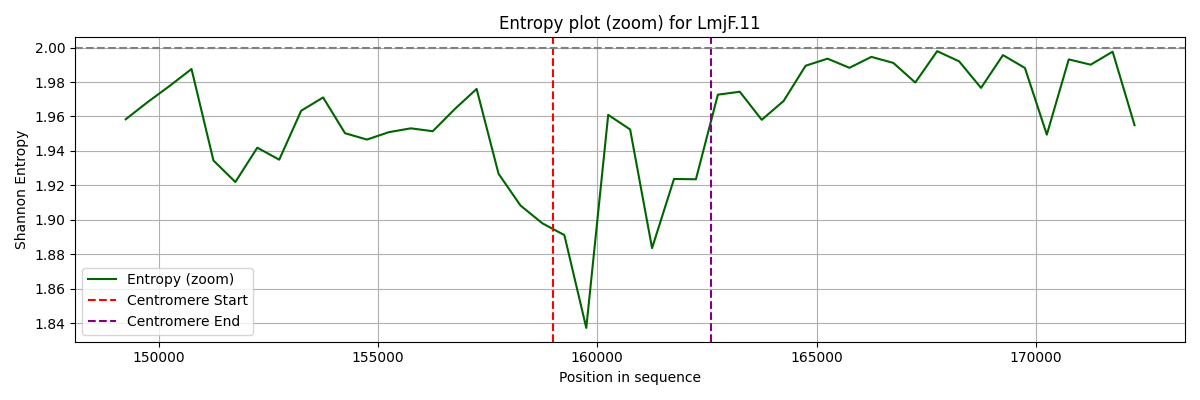 Entropy plot (zoom) for LmjF.11
2.00
1.98
1.96
1.94
1.92
1.90
1.88
1.86
1.84
Shannon Entropy
Entropy (zoom)
Centromere Start
Centromere End
150000 155000 160000 165000 170000
Position in sequence